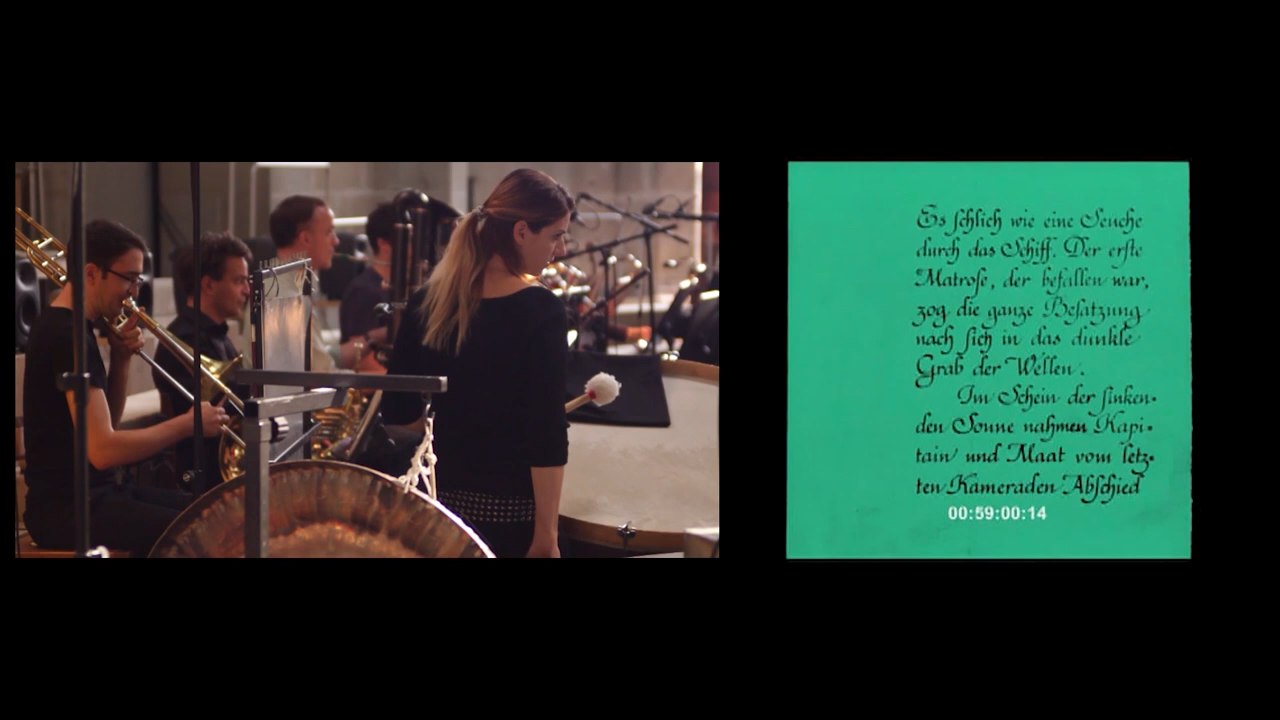 Es schlich wie eine Seuche
durch das Schiff. Der erste
Matrose, der befallen war,
zog die ganze Besatzung
nach sich in das dunkle
Grab der Wellen.
Im Schein der sinken-
den Sonne nahmen Kapi-
tain und Maat vom letz-
ten Kameraden Abschied
00:59:00:14